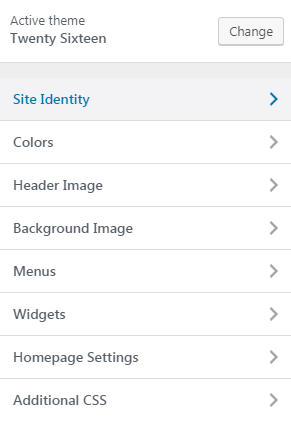 Active theme
Twenty Sixteen
Change
Site Identity
Colors
Header Image
Background Image
Menus
Widgets
Homepage Settings
Additional CSS